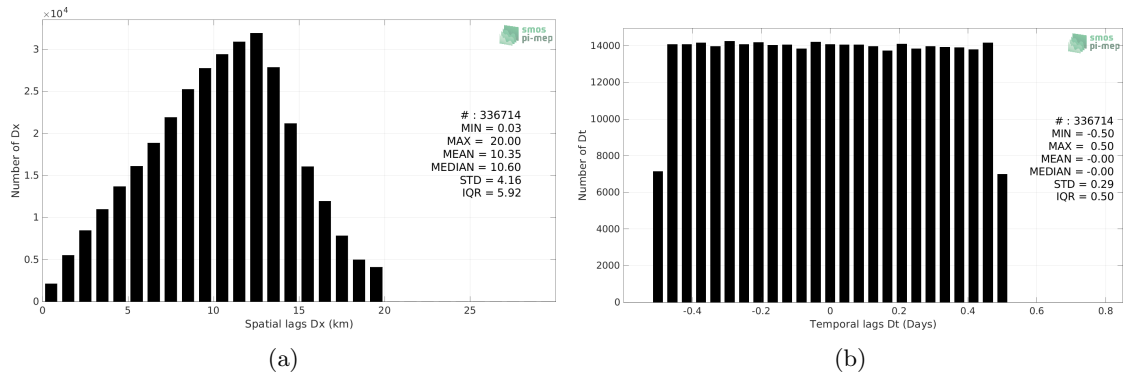 ×10⁴
3
2.5
2
1.5
1
0.5
0
0
5
10
15
20
25
Number of Dx
Spatial lags Dx (km)
smos
pi-mep
# : 336714
MIN = 0.03
MAX = 20.00
MEAN = 10.35
MEDIAN = 10.60
STD = 4.16
IQR = 5.92
(a)
14000
12000
10000
8000
6000
4000
2000
0
-0.4
-0.2
0
0.2
0.4
0.6
0.8
Number of Dt
Temporal lags Dt (Days)
smos
pi-mep
# : 336714
MIN = -0.50
MAX = 0.50
MEAN = -0.00
MEDIAN = -0.00
STD = 0.29
IQR = 0.50
(b)